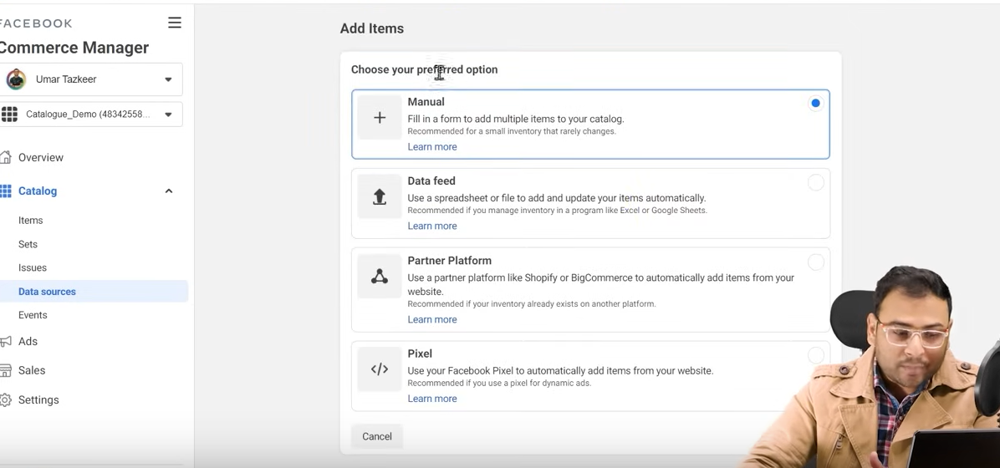 FACEBOOK
Commerce Manager
Umar Tazkeer
Catalogue_Demo (48342558...
Overview
Catalog
Items
Sets
Issues
Data sources
Events
Ads
Sales
Settings
Add Items
Choose your preferred option
Manual
Fill in a form to add multiple items to your catalog.
Recommended for a small inventory that rarely changes.
Learn more
Data feed
Use a spreadsheet or file to add and update your items automatically.
Recommended if you manage inventory in a program like Excel or Google Sheets.
Learn more
Partner Platform
Use a partner platform like Shopify or BigCommerce to automatically add items from your
website.
Recommended if your inventory already exists on another platform.
Learn more
Pixel
Use your Facebook Pixel to automatically add items from your website.
Recommended if you use a pixel for dynamic ads.
Learn more
Cancel